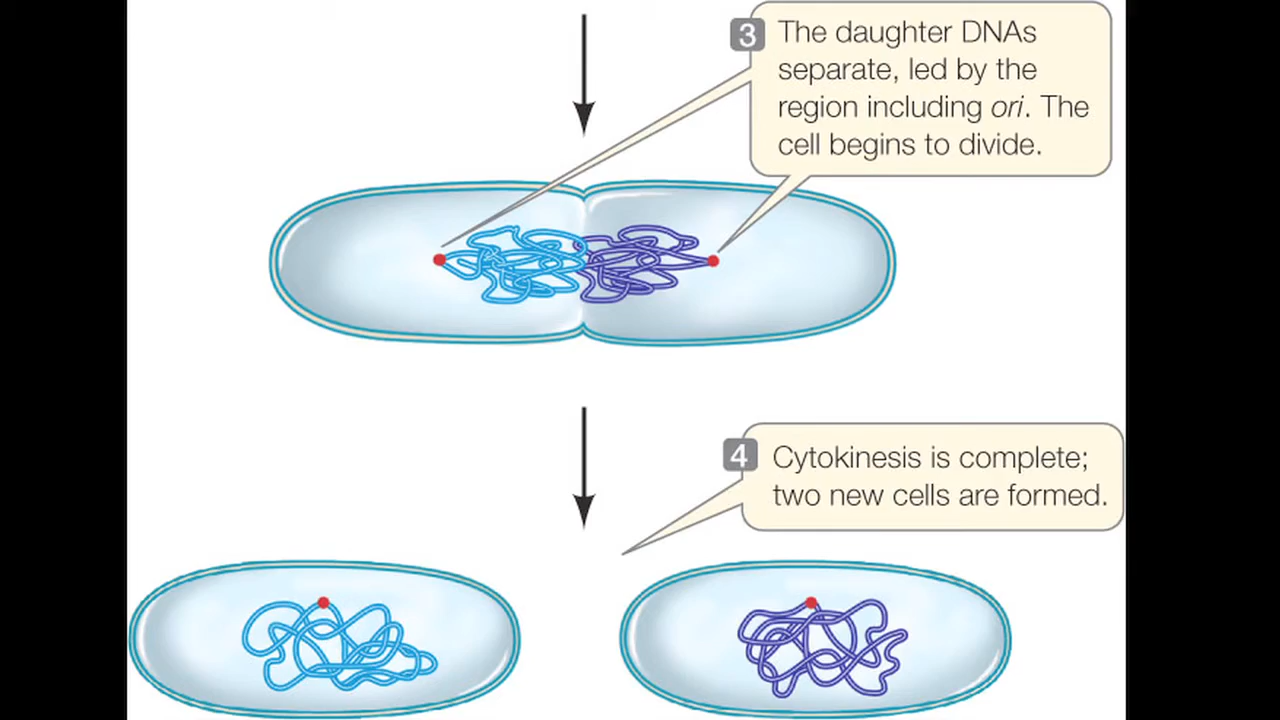 3 The daughter DNAs
separate, led by the
region including ori. The
cell begins to divide.
4 Cytokinesis is complete;
two new cells are formed.